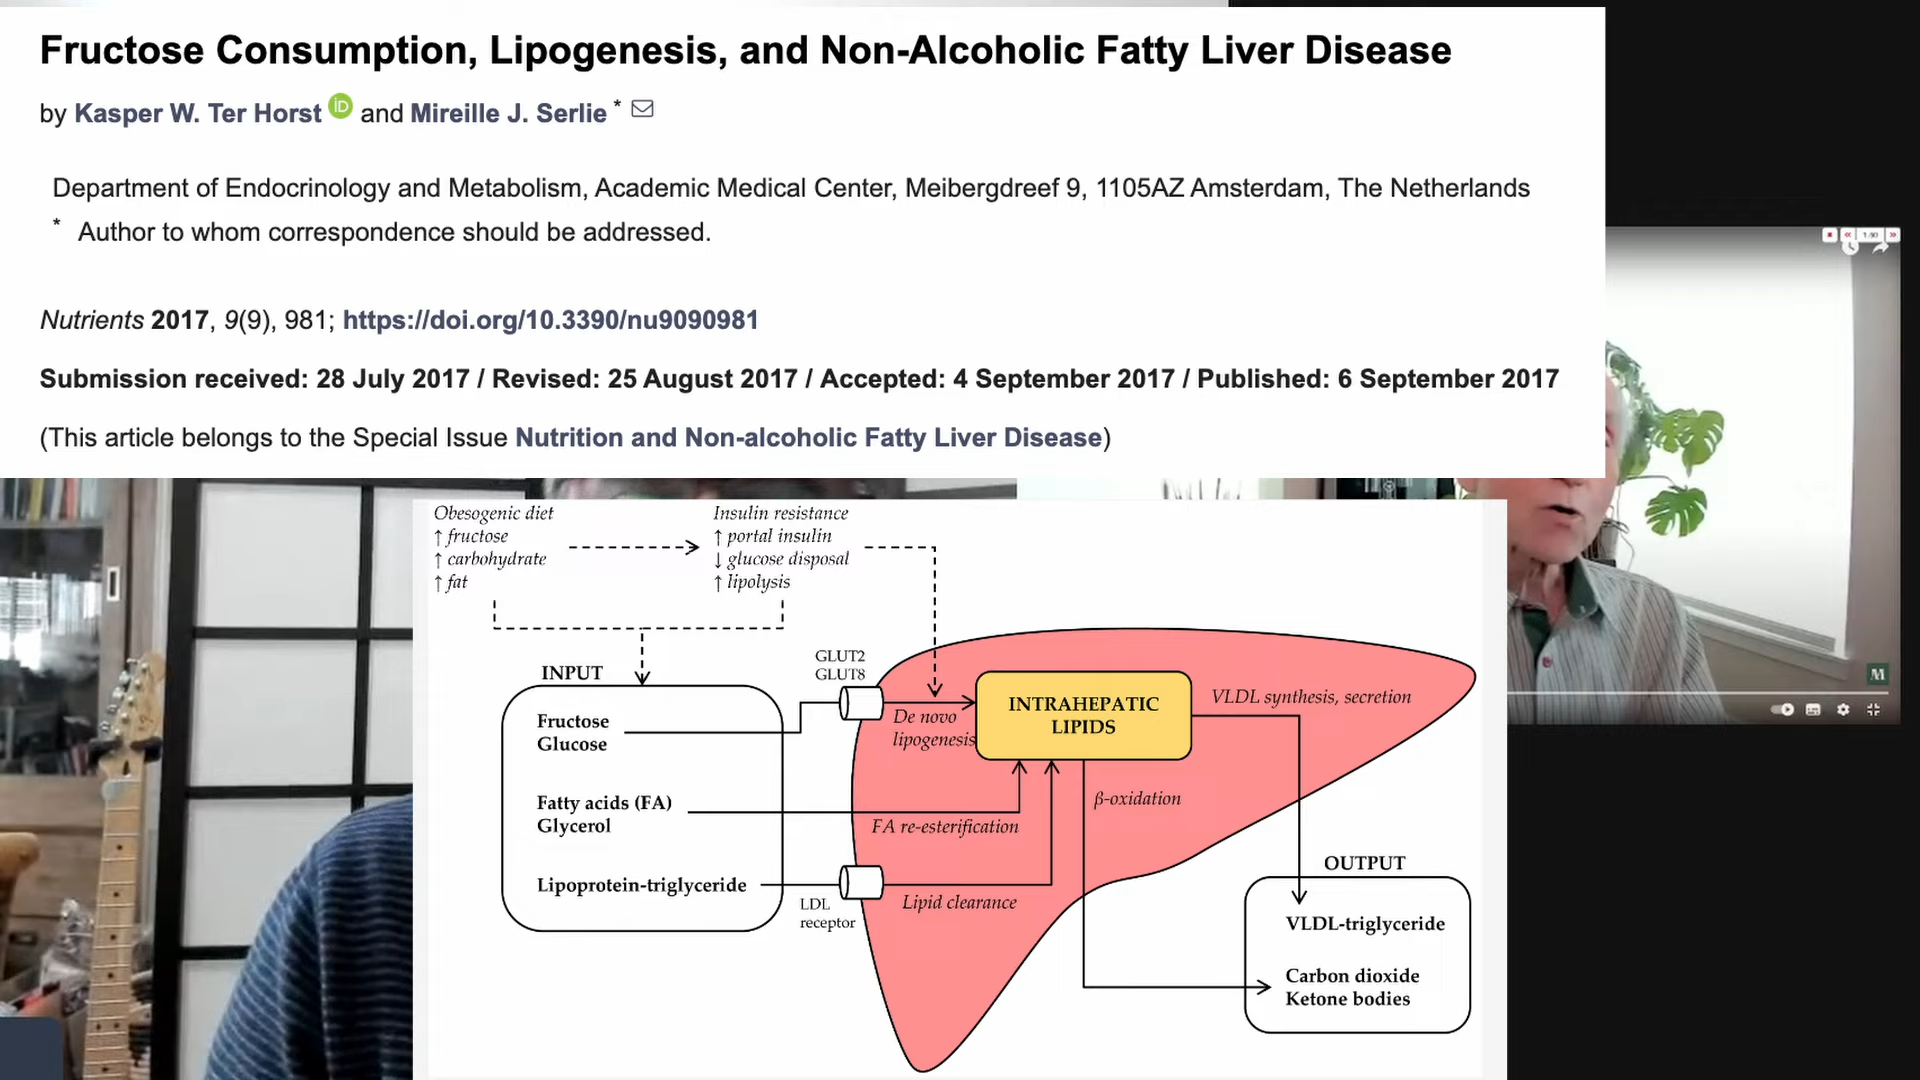 Fructose Consumption, Lipogenesis, and Non-Alcoholic Fatty Liver Disease
by Kasper W. Ter Horst iD and Mireille J. Serlie *
Department of Endocrinology and Metabolism, Academic Medical Center, Meibergdreef 9, 1105AZ Amsterdam, The Netherlands
* Author to whom correspondence should be addressed.
Nutrients 2017, 9(9), 981; https://doi.org/10.3390/nu9090981
Submission received: 28 July 2017 / Revised: 25 August 2017 / Accepted: 4 September 2017 / Published: 6 September 2017
(This article belongs to the Special Issue Nutrition and Non-alcoholic Fatty Liver Disease)
Obesogenic diet
↑ fructose
↑ carbohydrate
↑ fat
Insulin resistance
↑ portal insulin
↓ glucose disposal
↑ lipolysis
INPUT
Fructose
Glucose
Fatty acids (FA)
Glycerol
Lipoprotein-triglyceride
GLUT2
GLUT8
De novo
lipogenesis
FA re-esterification
LDL
receptor
Lipid clearance
INTRAHEPATIC
LIPIDS
β-oxidation
VLDL synthesis, secretion
OUTPUT
VLDL-triglyceride
Carbon dioxide
Ketone bodies
M